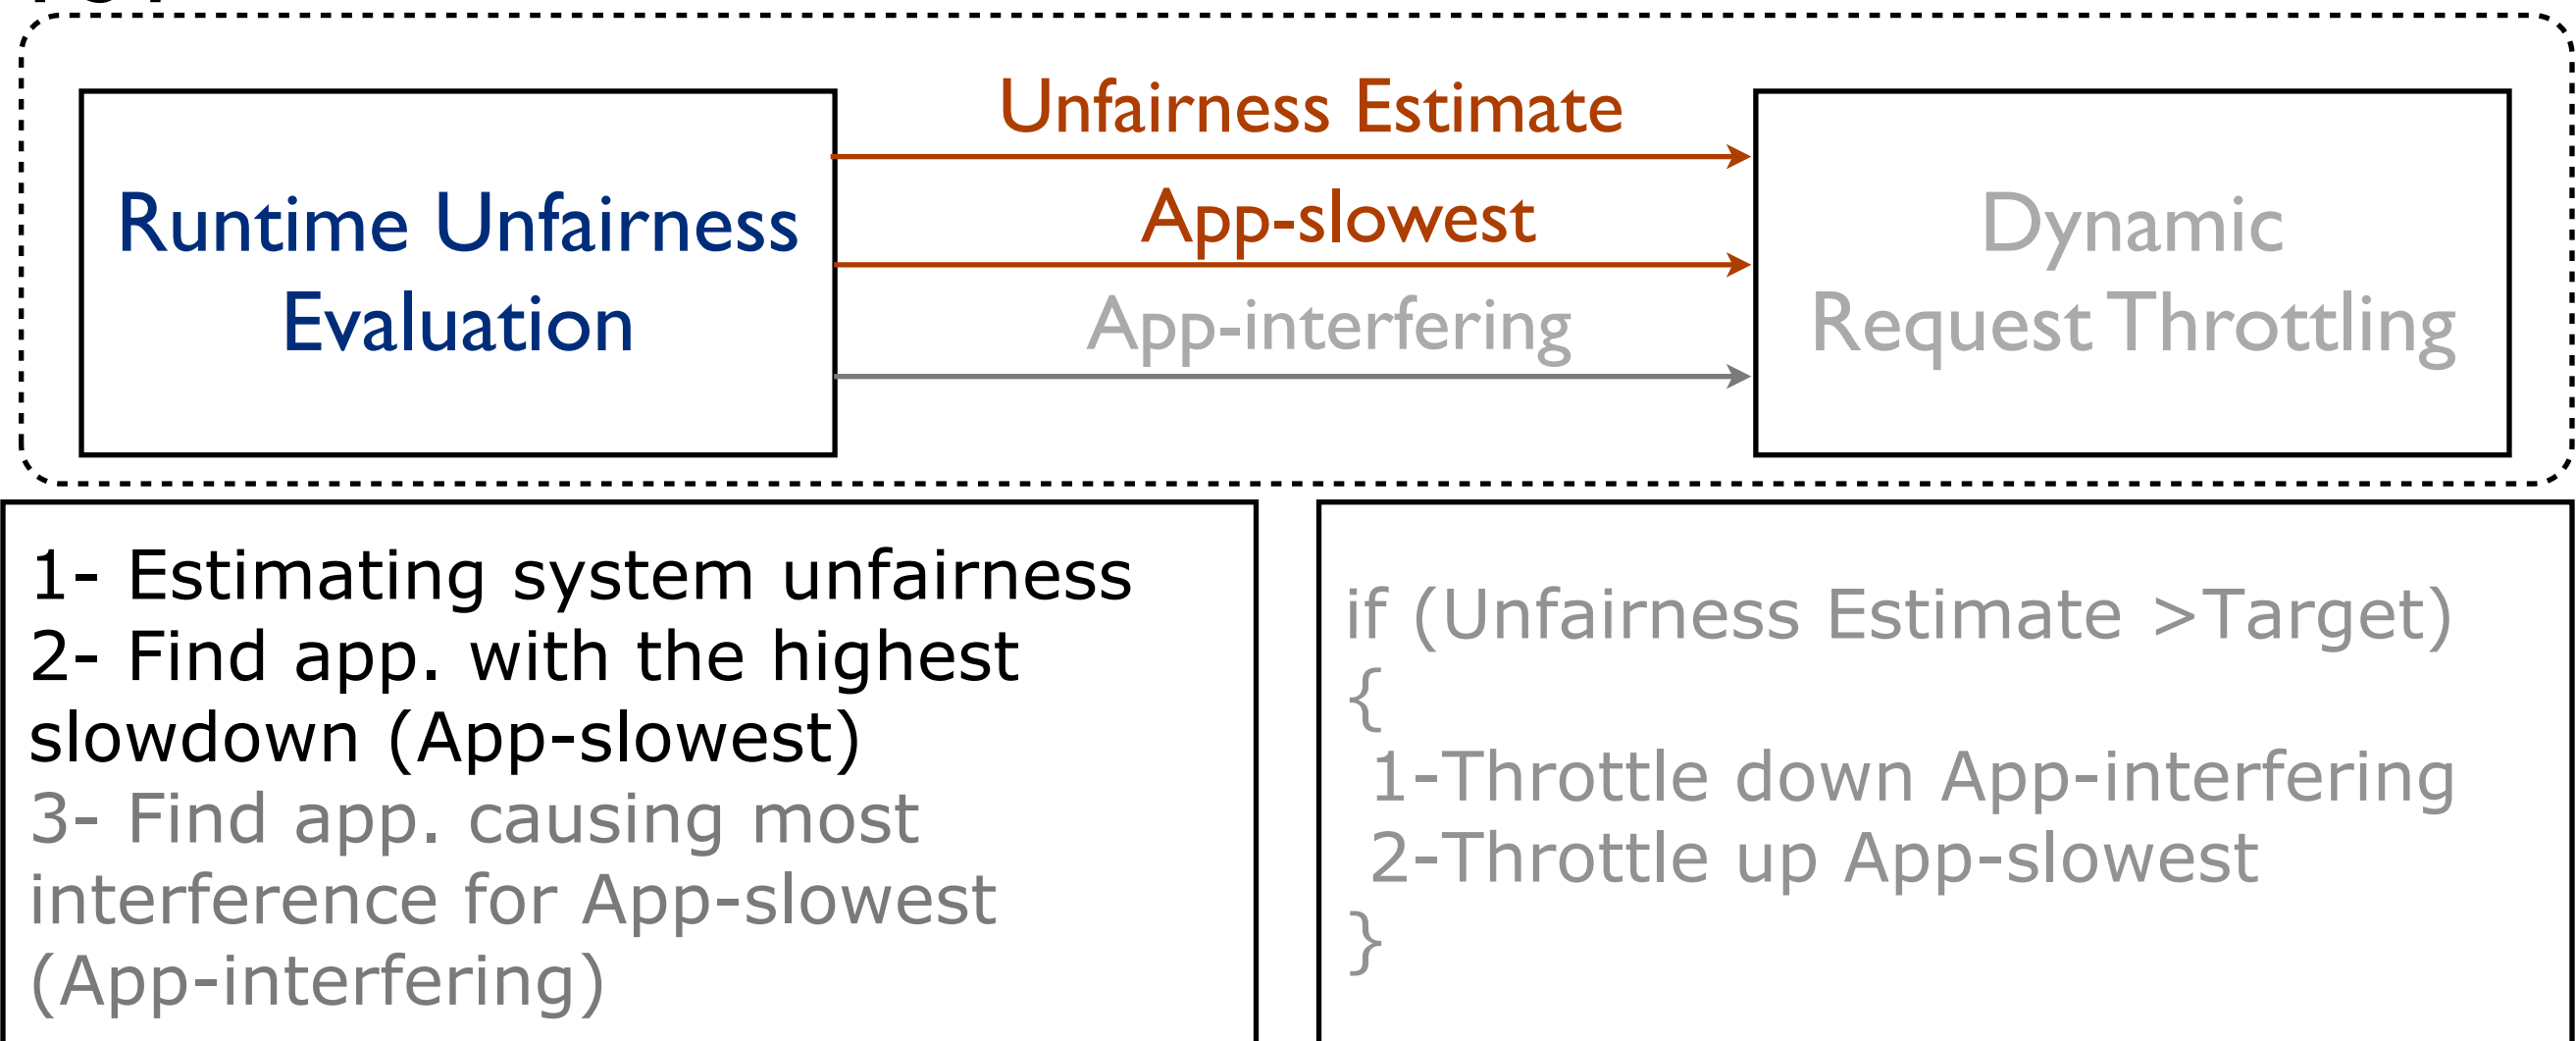 Unfairness Estimate
Runtime Unfairness
Evaluation
App-slowest
App-interfering
Dynamic
Request Throttling
1- Estimating system unfairness
2- Find app. with the highest
slowdown (App-slowest)
3- Find app. causing most
interference for App-slowest
(App-interfering)
if (Unfairness Estimate >Target)
{
1-Throttle down App-interfering
2-Throttle up App-slowest
}